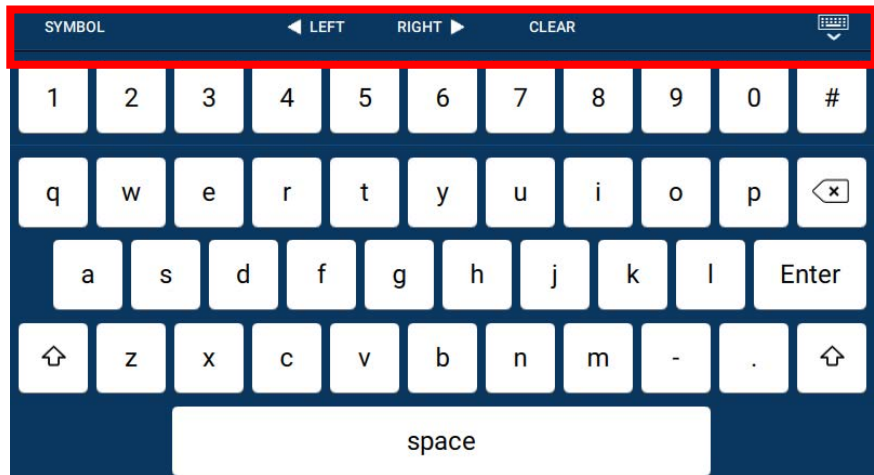 SYMBOL ◀ LEFT RIGHT ▶ CLEAR
1 2 3 4 5 6 7 8 9 0 #
q w e r t y u i o p
a s d f g h j k l Enter
z x c v b n m - .
space